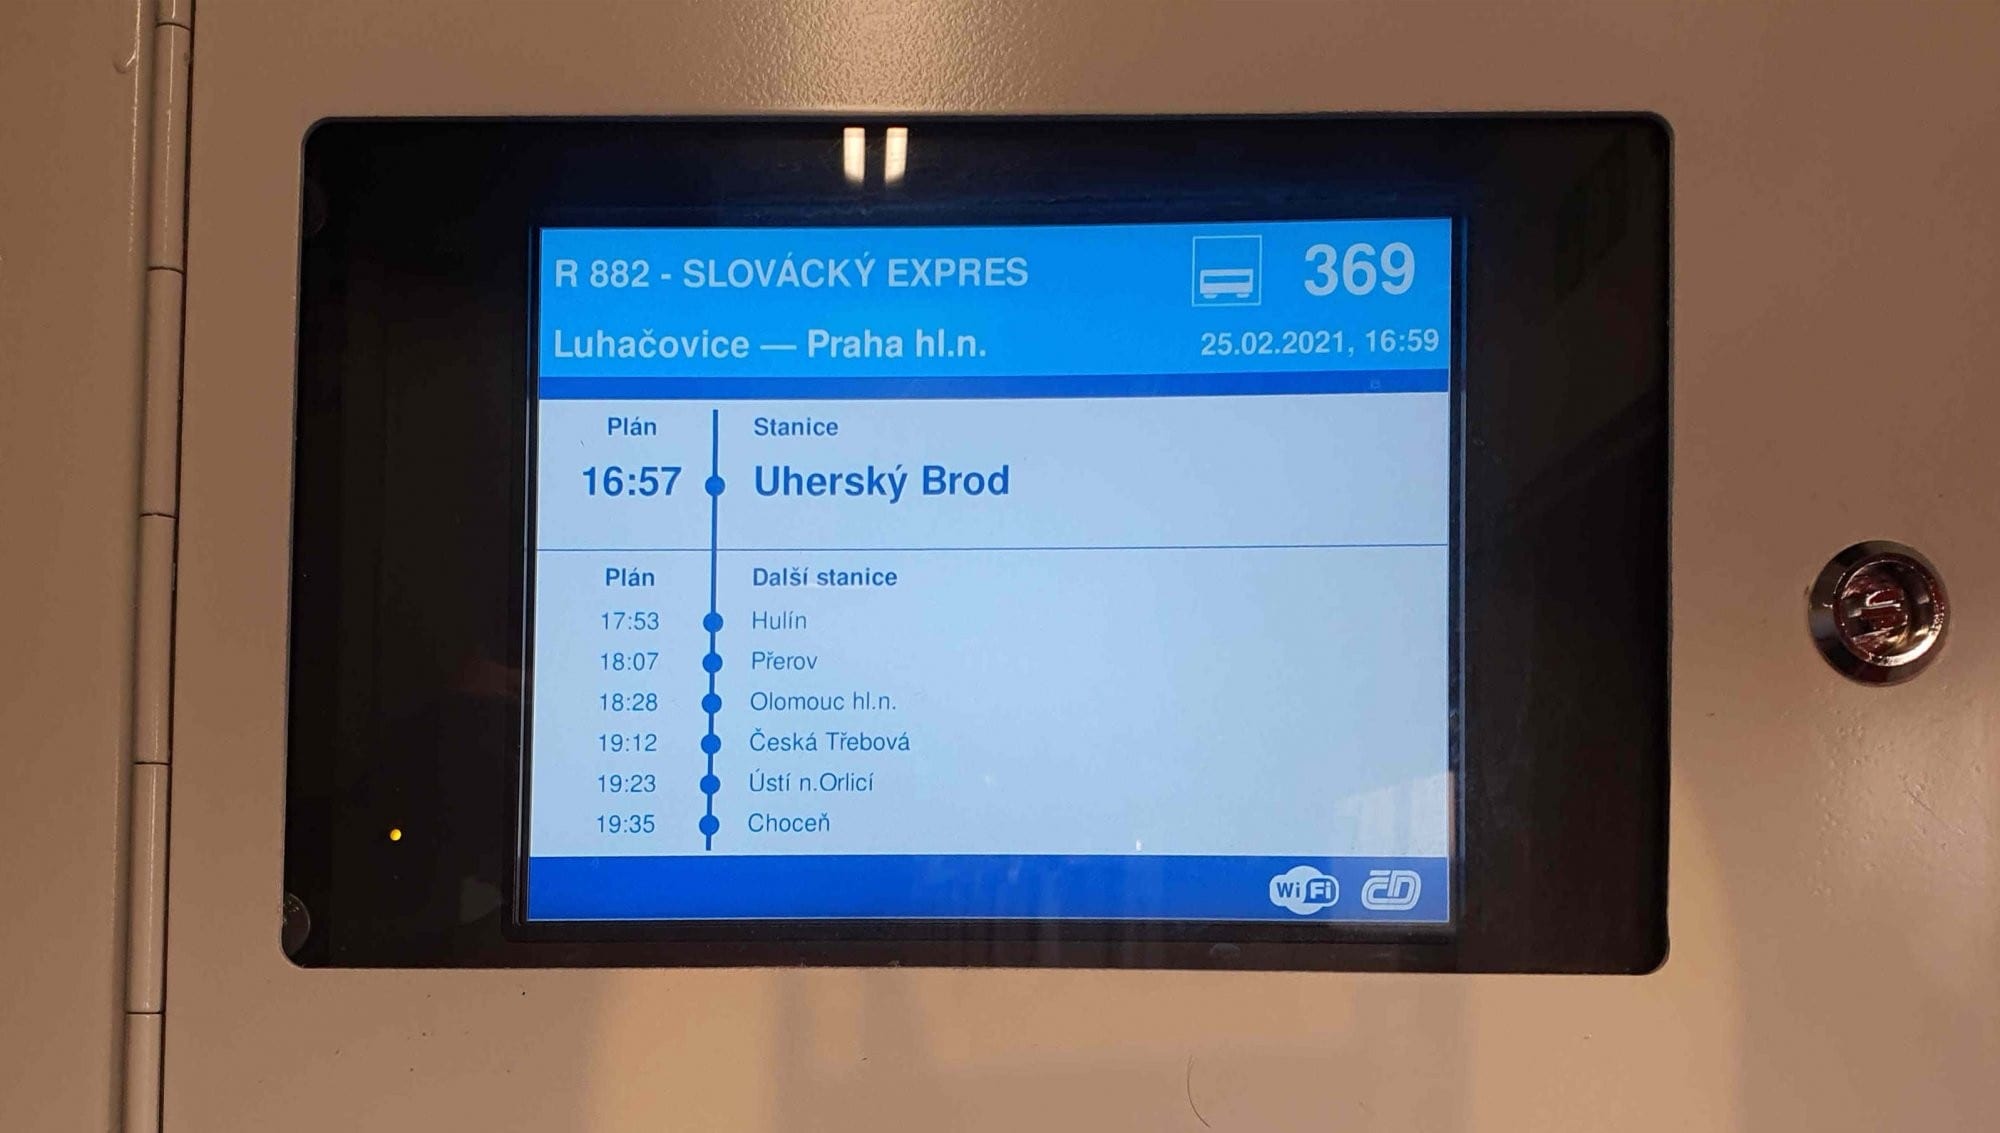 R 882 - SLOVÁCKÝ EXPRES
369
Luhačovice — Praha hl.n.
25.02.2021, 16:59
Plán Stanice
16:57 Uherský Brod
Plán Další stanice
17:53 Hulín
18:07 Přerov
18:28 Olomouc hl.n.
19:12 Česká Třebová
19:23 Ústí n.Orlicí
19:35 Choceň
WiFi ČD